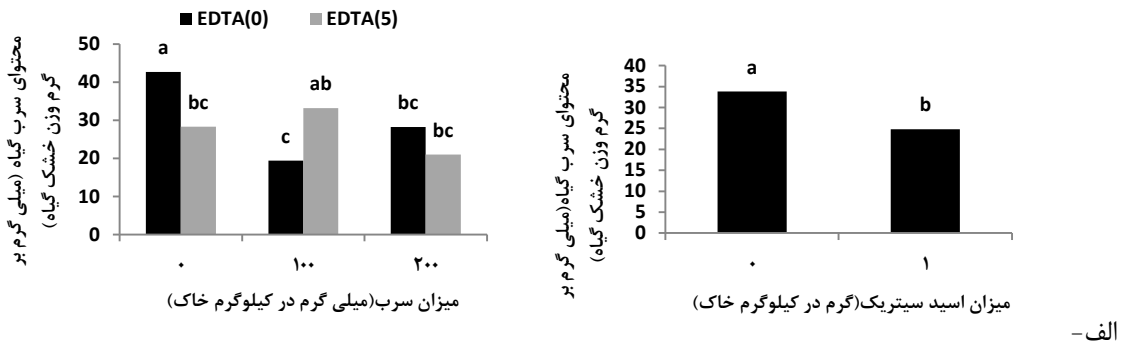 EDTA(0) EDTA(5)
محتوای سرب گیاه (میلی گرم بر
گرم وزن خشک گیاه)
50
40
30
20
10
0
a
bc
c
ab
bc
bc
۰ ۱۰۰ ۲۰۰
میزان سرب(میلی گرم در کیلوگرم خاک)
محتوای سرب گیاه(میلی گرم بر
گرم وزن خشک گیاه)
40
35
30
25
20
15
10
5
0
a
b
۰ ۱
میزان اسید سیتریک(گرم در کیلوگرم خاک)
الف-